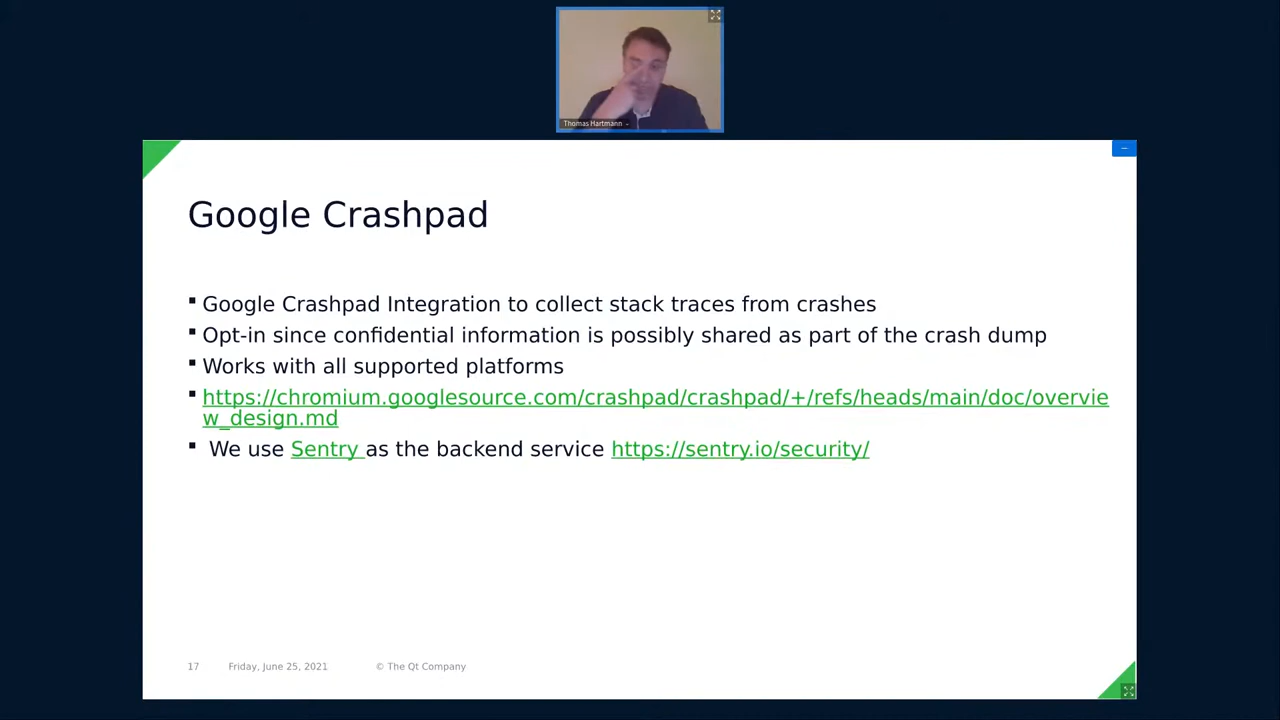 Thomas Hartmann
Google Crashpad
Google Crashpad Integration to collect stack traces from crashes
Opt-in since confidential information is possibly shared as part of the crash dump
Works with all supported platforms
https://chromium.googlesource.com/crashpad/crashpad/+/refs/heads/main/doc/overvie
w_design.md
We use Sentry as the backend service https://sentry.io/security/
17 Friday, June 25, 2021 © The Qt Company